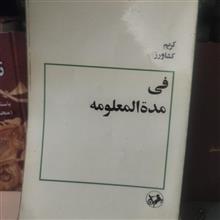 کریم
کشاورز
فی
مدة المعلومه